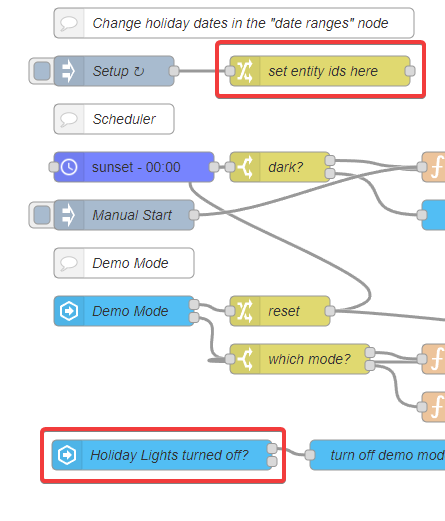 Change holiday dates in the "date ranges" node
Setup ↻
set entity ids here
Scheduler
sunset - 00:00
dark?
f
Manual Start
Demo Mode
Demo Mode
reset
which mode?
f
f
Holiday Lights turned off?
turn off demo mod